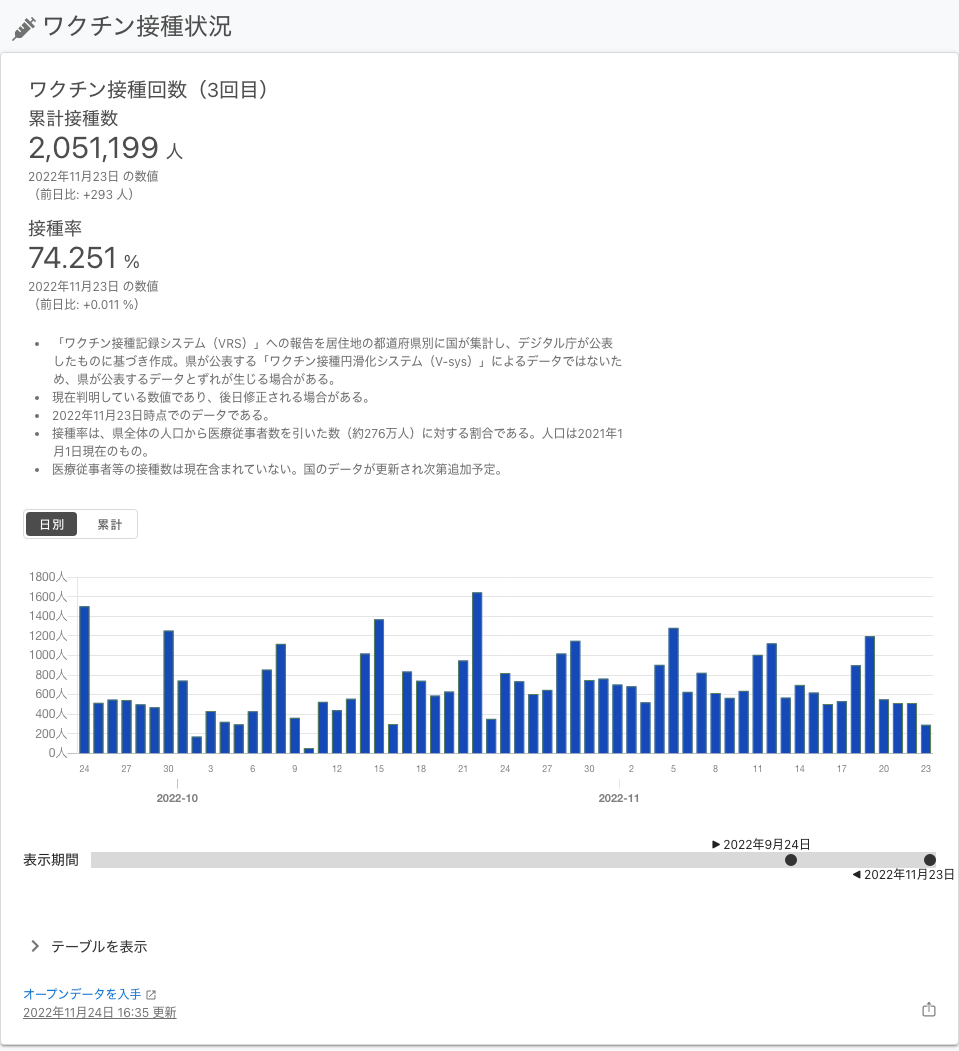 ワクチン接種状況
ワクチン接種回数（3回目）
累計接種数
2,051,199 人
2022年11月23日 の数値
（前日比: +293 人）
接種率
74.251 %
2022年11月23日 の数値
（前日比: +0.011 %）
• 「ワクチン接種記録システム（VRS）」への報告を居住地の都道府県別に国が集計し、デジタル庁が公表
したものに基づき作成。県が公表する「ワクチン接種円滑化システム（V-sys）」によるデータではないた
め、県が公表するデータとずれが生じる場合がある。
• 現在判明している数値であり、後日修正される場合がある。
• 2022年11月23日時点でのデータである。
• 接種率は、県全体の人口から医療従事者数を引いた数（約276万人）に対する割合である。人口は2021年1
月1日現在のもの。
• 医療従事者等の接種数は現在含まれていない。国のデータが更新され次第追加予定。
日別 累計
1800人
1600人
1400人
1200人
1000人
800人
600人
400人
200人
0人
24 27 30 3 6 9 12 15 18 21 24 27 30 2 5 8 11 14 17 20 23
2022-10 2022-11
▶ 2022年9月24日
表示期間
◀ 2022年11月23日
テーブルを表示
オープンデータを入手
2022年11月24日 16:35 更新